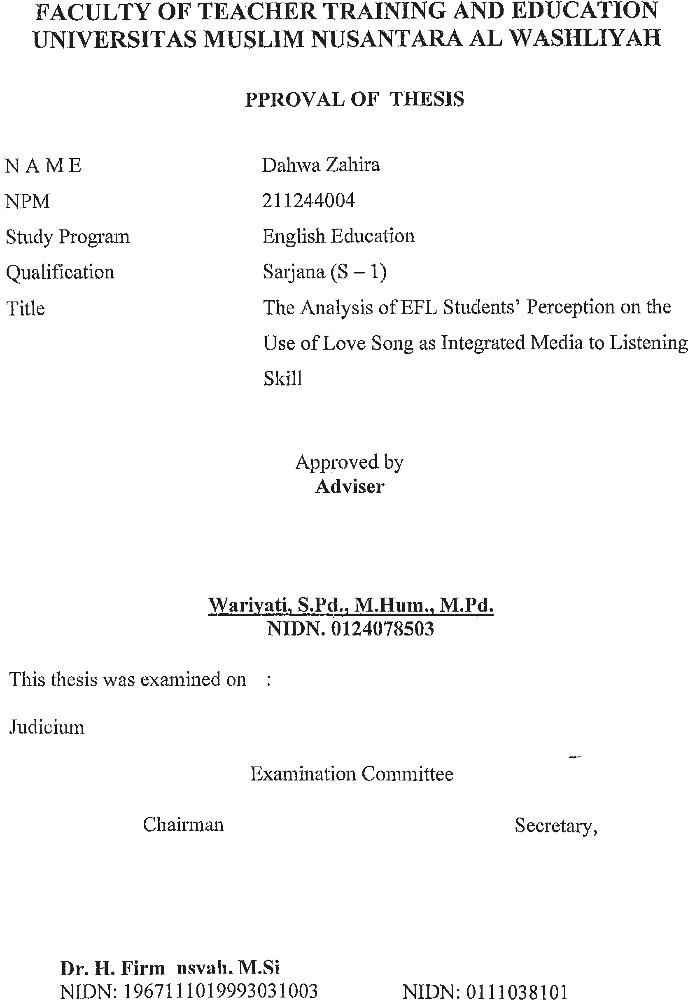 FACULTY OF TEACHER TRAINING AND EDUCATION
UNIVERSITAS MUSLIM NUSANTARA AL WASHLIYAH
PPROVAL OF THESIS
N A M E Dahwa Zahira
NPM 211244004
Study Program English Education
Qualification Sarjana (S – 1)
Title The Analysis of EFL Students’ Perception on the
Use of Love Song as Integrated Media to Listening
Skill
Approved by
Adviser
Wariyati, S.Pd., M.Hum., M.Pd.
NIDN. 0124078503
This thesis was examined on :
Judicium
Examination Committee
Chairman Secretary,
Dr. H. Firm nsyah. M.Si
NIDN: 1967111019993031003 NIDN: 0111038101